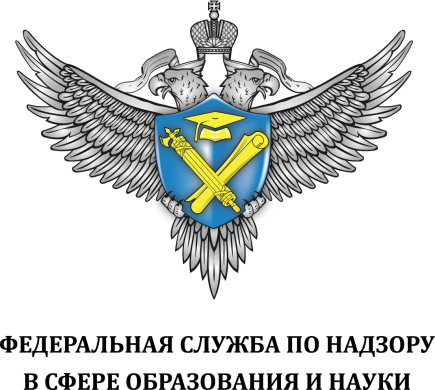 ФЕДЕРАЛЬНАЯ СЛУЖБА ПО НАДЗОРУ
В СФЕРЕ ОБРАЗОВАНИЯ И НАУКИ